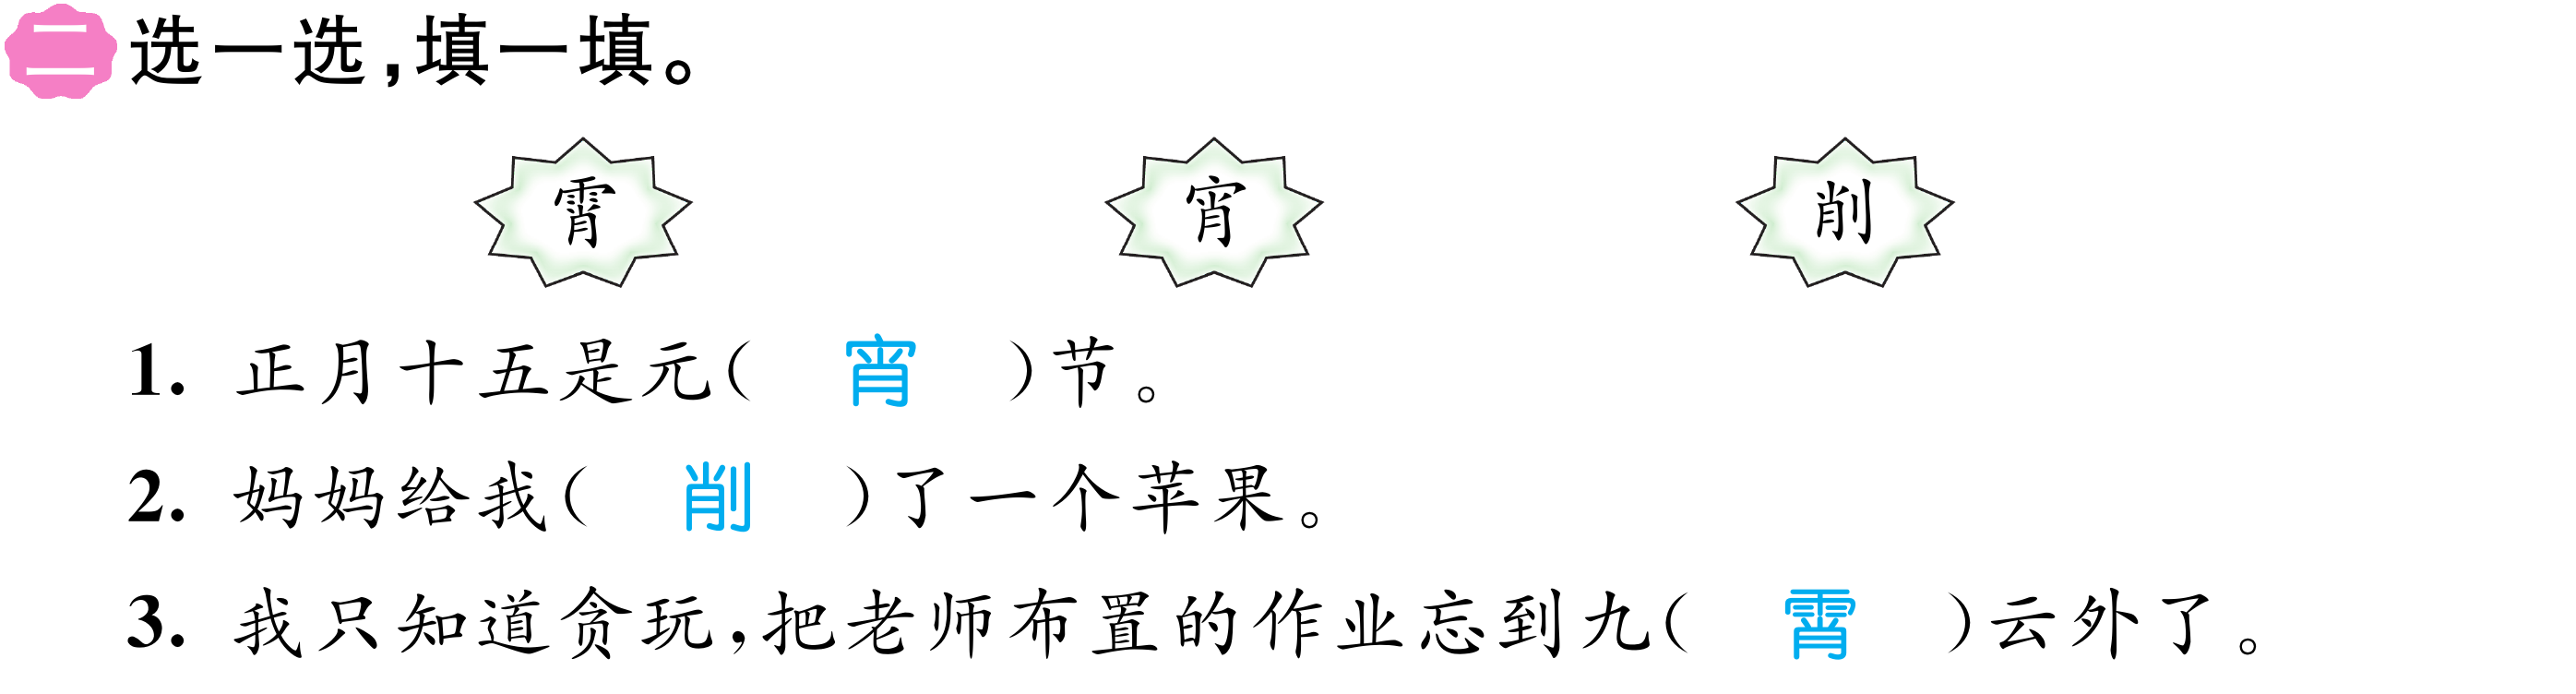 二 选一选,填一填。
霄 宵 削
1. 正月十五是元( 宵 )节。
2. 妈妈给我( 削 )了一个苹果。
3. 我只知道贪玩,把老师布置的作业忘到九( 霄 )云外了。